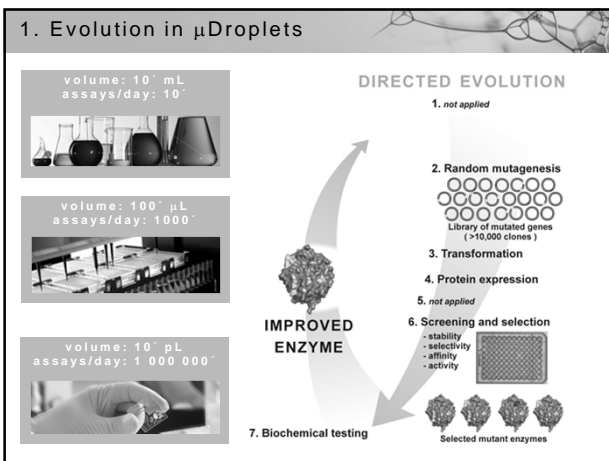 1. Evolution in µDroplets
volume: 10´ mL
assays/day: 10´
volume: 100´ µL
assays/day: 1000´
volume: 10´ pL
assays/day: 1 000 000´
DIRECTED EVOLUTION
1. not applied
2. Random mutagenesis
Library of mutated genes
( >10,000 clones )
3. Transformation
4. Protein expression
5. not applied
6. Screening and selection
- stability
- selectivity
- affinity
- activity
Selected mutant enzymes
7. Biochemical testing
IMPROVED
ENZYME